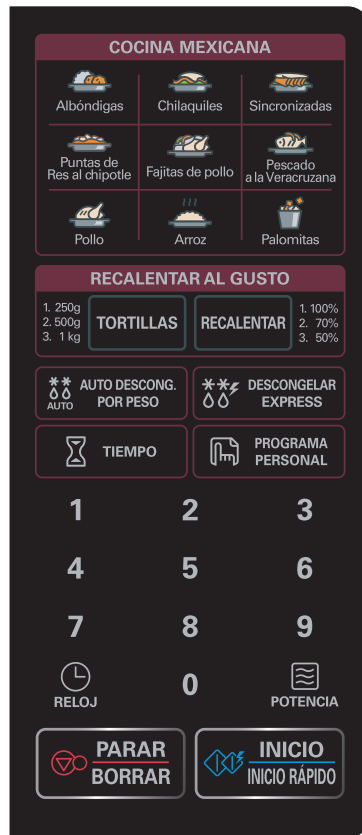 COCINA MEXICANA
Albóndigas
Chilaquiles
Sincronizadas
Puntas de
Res al chipotle
Fajitas de pollo
Pescado
a la Veracruzana
Pollo
Arroz
Palomitas
RECALENTAR AL GUSTO
1. 250g
2. 500g
3. 1 kg
TORTILLAS
RECALENTAR
1. 100%
2. 70%
3. 50%
AUTO
AUTO DESCONG.
POR PESO
DESCONGELAR
EXPRESS
TIEMPO
PROGRAMA
PERSONAL
1 2 3
4 5 6
7 8 9
RELOJ
0
POTENCIA
PARAR
BORRAR
INICIO
INICIO RÁPIDO